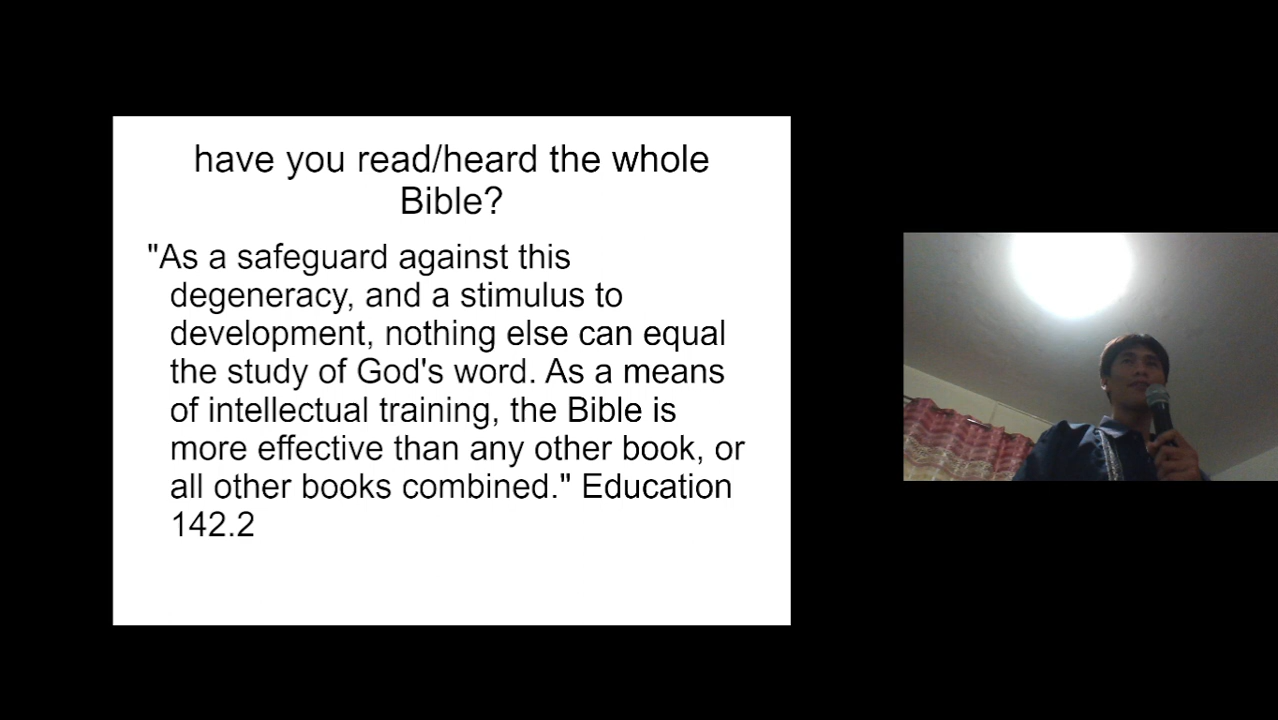 have you read/heard the whole
Bible?
"As a safeguard against this
degeneracy, and a stimulus to
development, nothing else can equal
the study of God's word. As a means
of intellectual training, the Bible is
more effective than any other book, or
all other books combined." Education
142.2